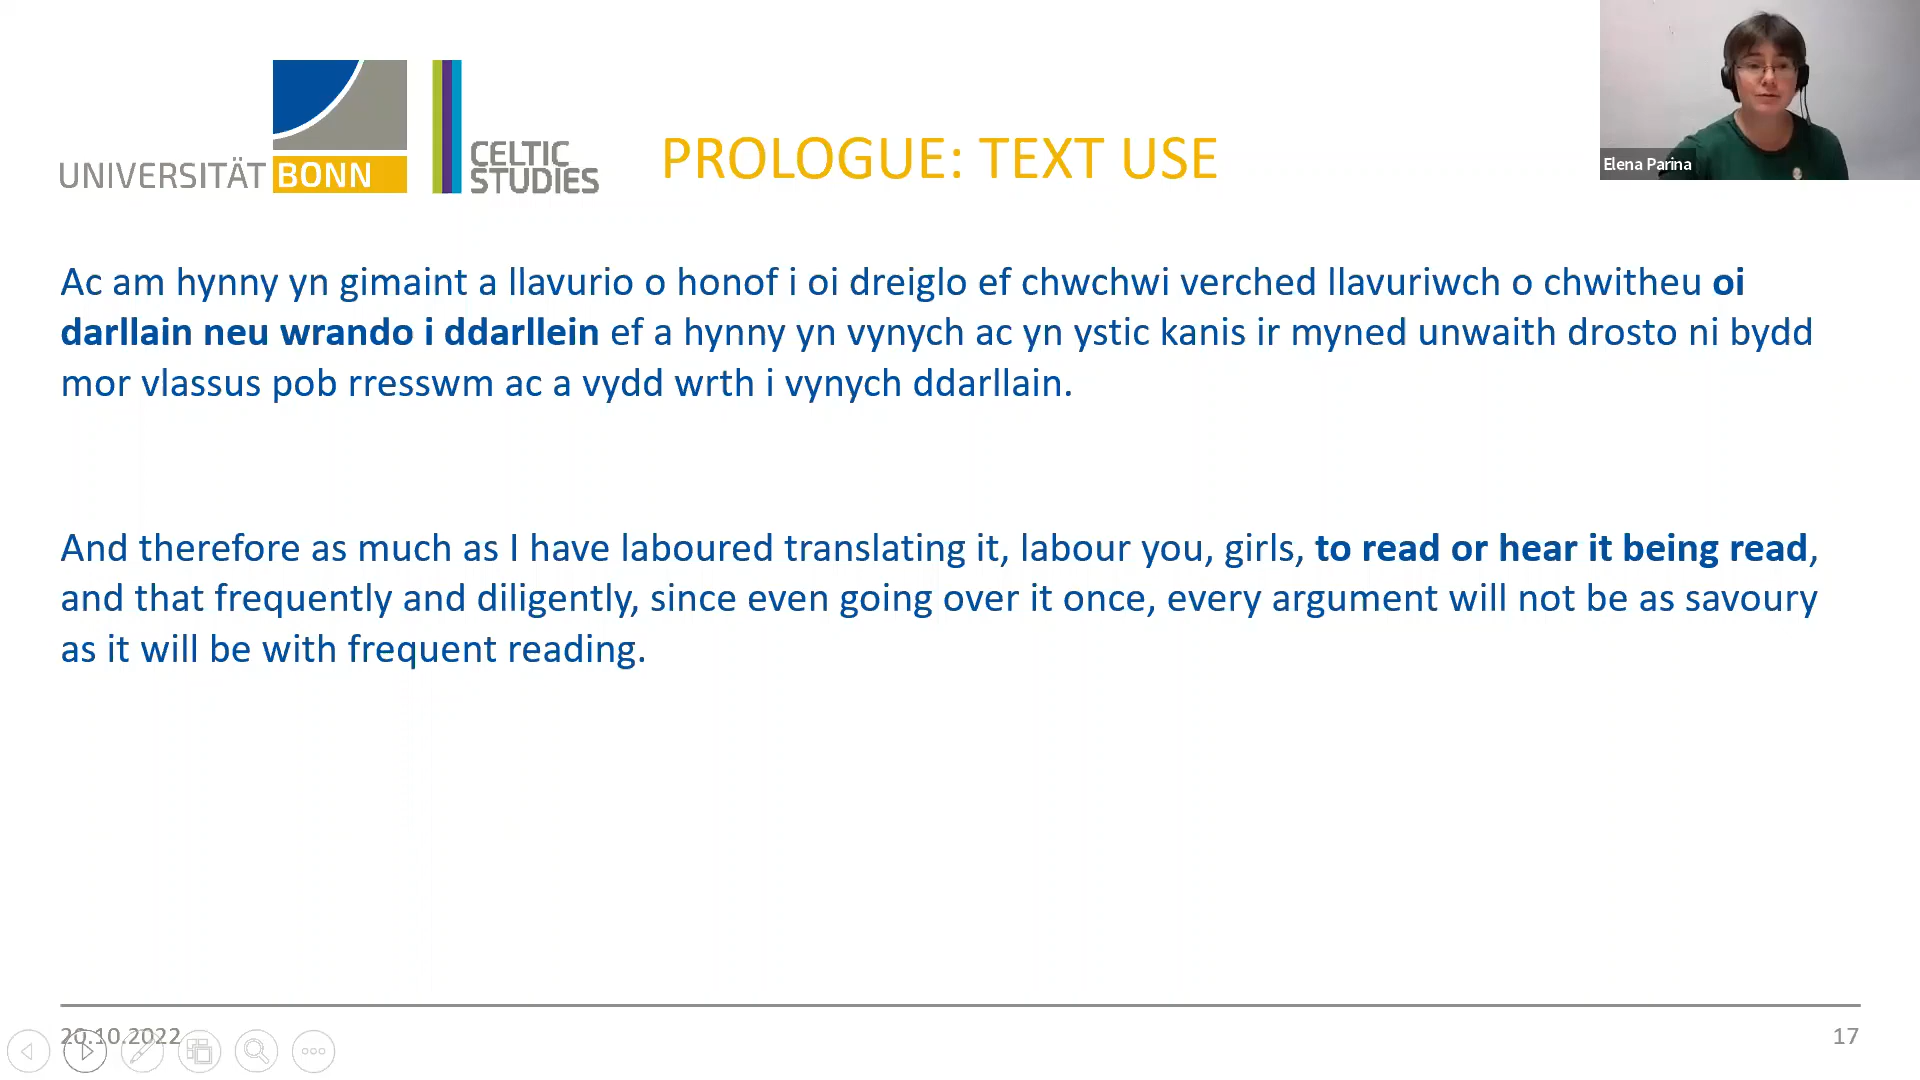 UNIVERSITÄT BONN
CELTIC
STUDIES
PROLOGUE: TEXT USE
Elena Parina
Ac am hynny yn gimaint a llavurio o honof i oi dreiglo ef chwchwi verched llavuriwch o chwitheu oi
darllain neu wrando i ddarllein ef a hynny yn vynych ac yn ystic kanis ir myned unwaith drosto ni bydd
mor vlassus pob rresswm ac a vydd wrth i vynych ddarllain.
And therefore as much as I have laboured translating it, labour you, girls, to read or hear it being read,
and that frequently and diligently, since even going over it once, every argument will not be as savoury
as it will be with frequent reading.
20.10.2022
17